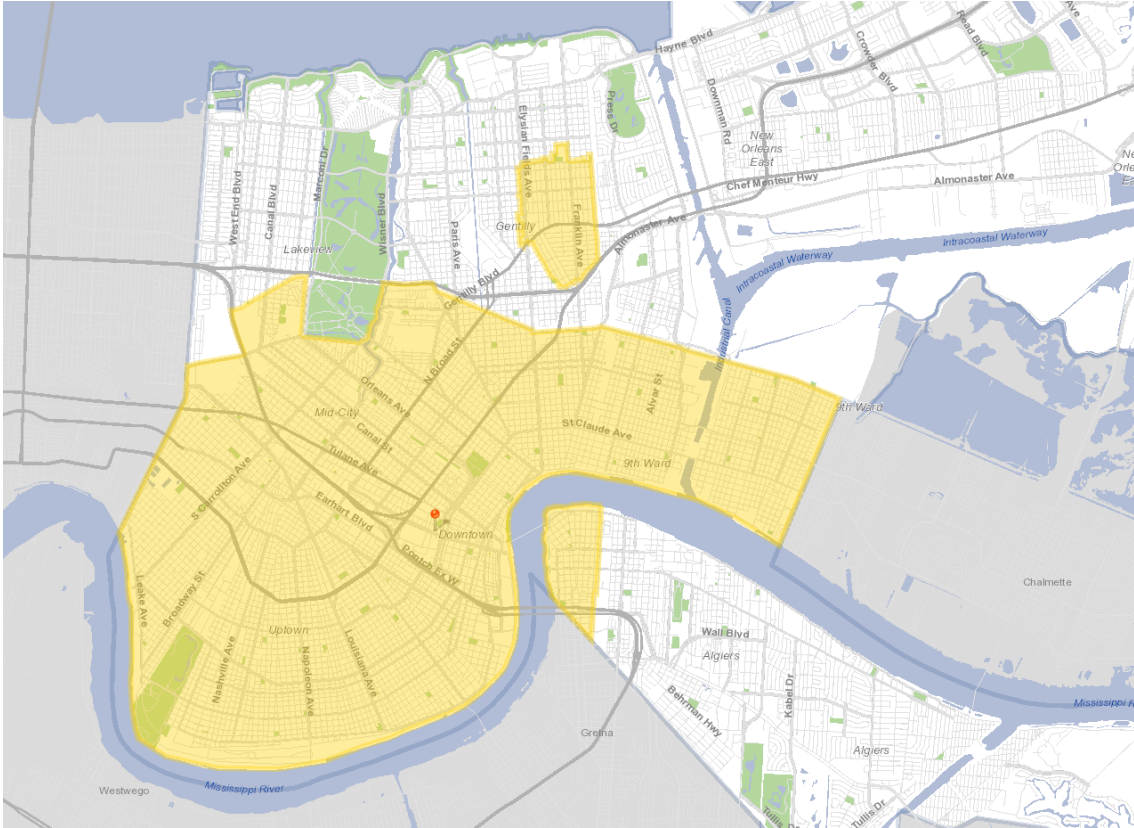 Hayne Blvd
Read Blvd
Crowder Blvd
Ave
Downman Rd
Press Dr
Elysian Fields Ave
New
Orleans
East
Chef Menteur Hwy
Almonaster Ave
Marconi Dr
West End Blvd
Canal Blvd
Wisner Blvd
Lakeview
Paris Ave
Gentilly
Franklin Ave
Almonaster Ave
Intracoastal Waterway
Intracoastal Waterway
Gentilly Blvd
Industrial Canal
N Broad St
Orleans Ave
Mid-City
Canal St
Tulane Ave
Alvar St
St Claude Ave
9th Ward
9th Ward
S Carrollton Ave
Earhart Blvd
Downtown
Pontch Ex W
Leake Ave
Broadway St
Uptown
Nashville Ave
Napoleon Ave
Louisiana Ave
Chalmette
Wall Blvd
Algiers
Kabel Dr
Behrman Hwy
Gretna
Algiers
Mississippi R
Mississippi River
Westwego
Tullis Dr
Tullis Dr